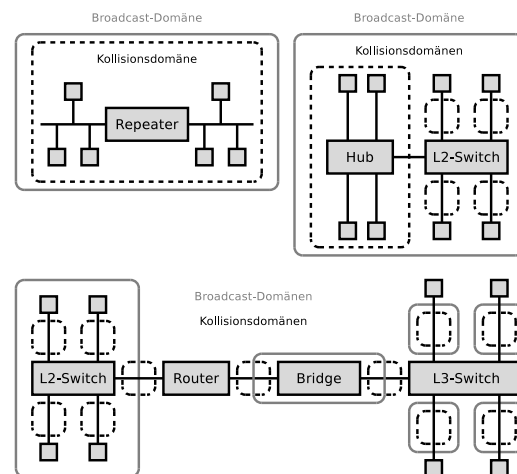 Broadcast-Domäne
Kollisionsdomäne
Repeater
Broadcast-Domäne
Kollisionsdomänen
Hub
L2-Switch
Broadcast-Domänen
Kollisionsdomänen
L2-Switch
Router
Bridge
L3-Switch